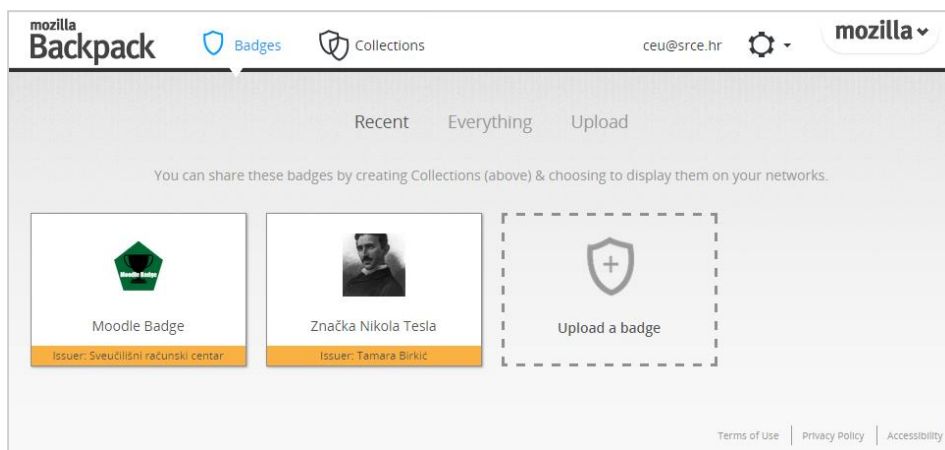 mozilla
Backpack
Badges
Collections
ceu@srce.hr
mozilla
Recent
Everything
Upload
You can share these badges by creating Collections (above) & choosing to display them on your networks.
Moodle Badge
Moodle Badge
Issuer: Sveučilišni računski centar
Značka Nikola Tesla
Issuer: Tamara Birkić
Upload a badge
Terms of Use
Privacy Policy
Accessibility